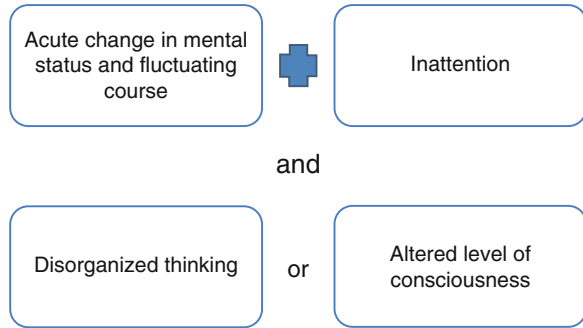 Acute change in mental
status and fluctuating
course
Inattention
and
Disorganized thinking
or
Altered level of
consciousness